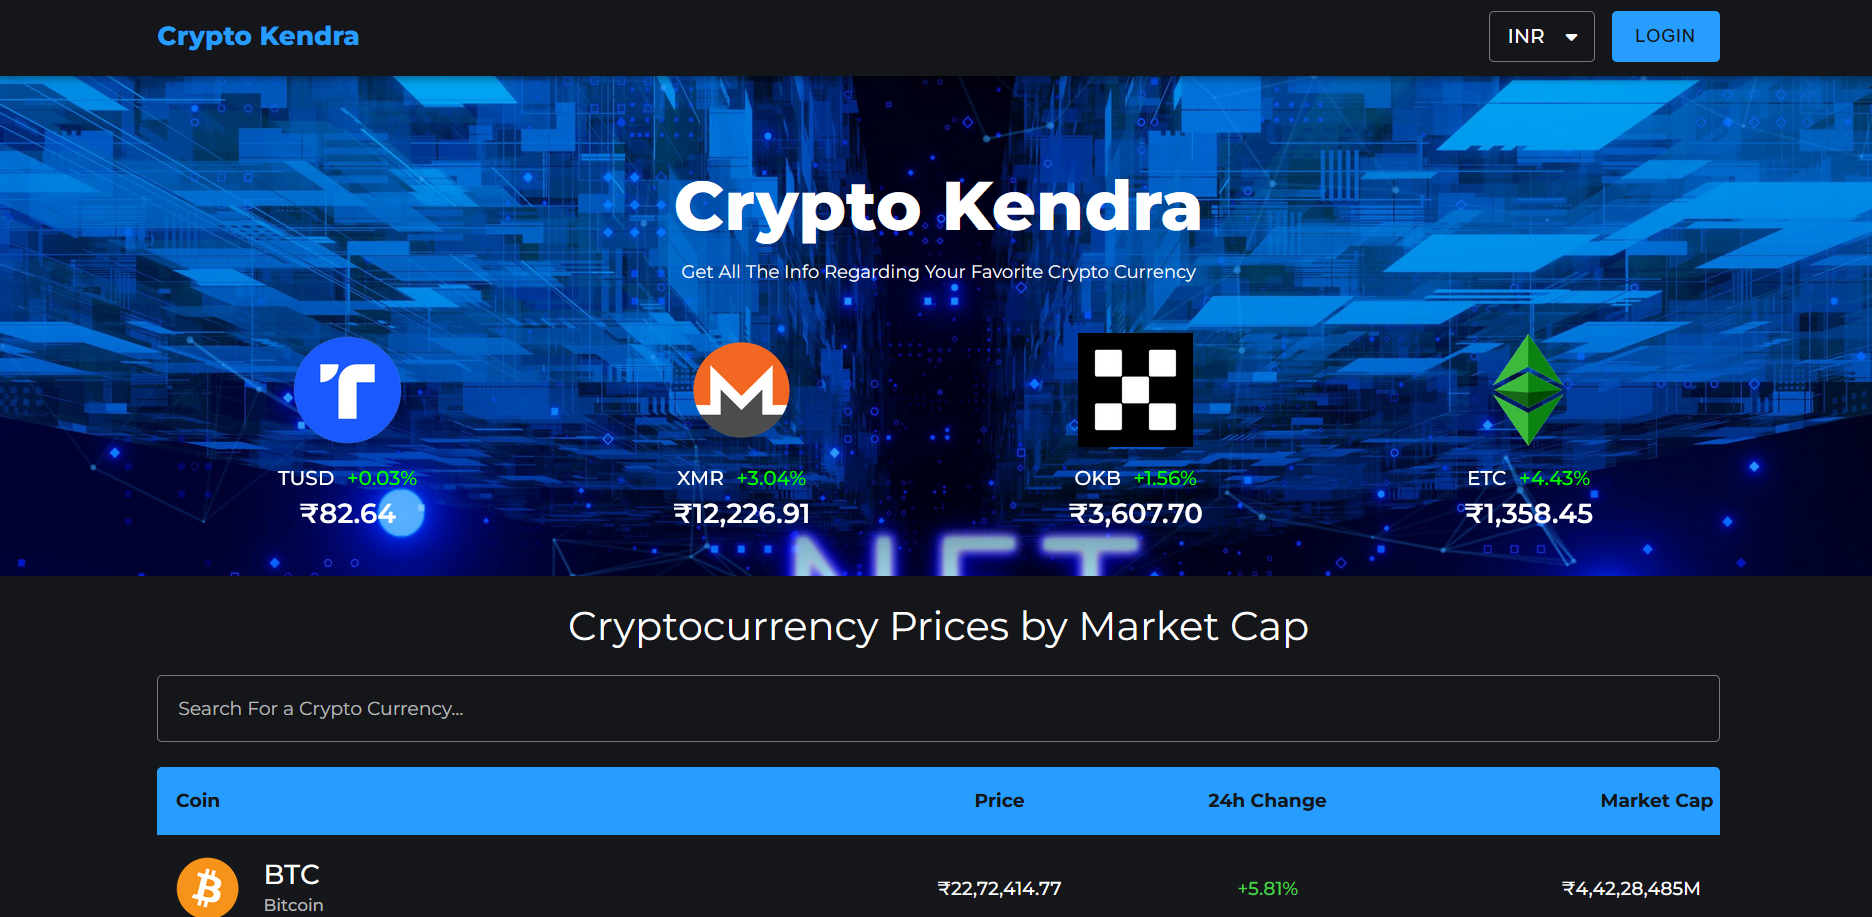 Crypto Kendra
INR
LOGIN
Crypto Kendra
Get All The Info Regarding Your Favorite Crypto Currency
TUSD +0.03%
₹82.64
XMR +3.04%
₹12,226.91
OKB +1.56%
₹3,607.70
ETC +4.43%
₹1,358.45
NFT
Cryptocurrency Prices by Market Cap
Search For a Crypto Currency...
Coin Price 24h Change Market Cap
BTC
Bitcoin
₹22,72,414.77 +5.81% ₹4,42,28,485M